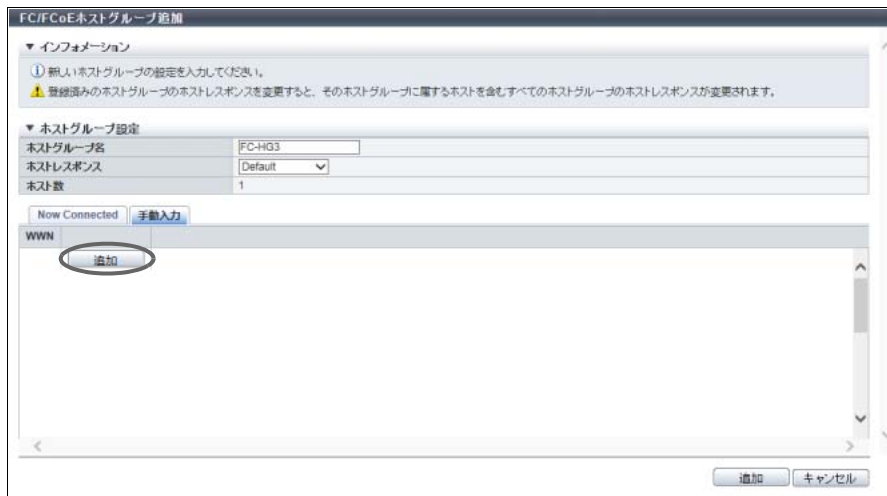 FC/FCoEホストグループ追加
▼ インフォメーション
新しいホストグループの設定を入力してください。
登録済みのホストグループのホストレスポンスを変更すると、そのホストグループに属するホストを含むすべてのホストグループのホストレスポンスが変更されます。
▼ ホストグループ設定
ホストグループ名 FC-HG3
ホストレスポンス Default
ホスト数 1
Now Connected 手動入力
WWN
追加
追加 キャンセル